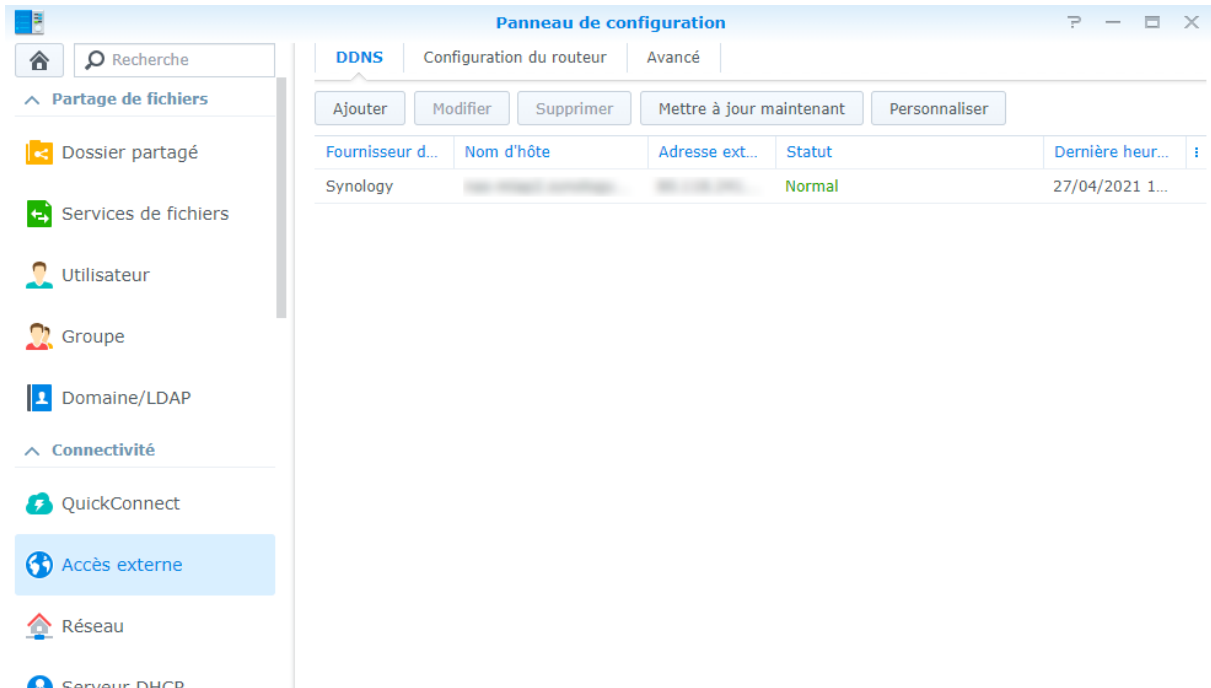 Panneau de configuration
Recherche
Partage de fichiers
Dossier partagé
Services de fichiers
Utilisateur
Groupe
Domaine/LDAP
Connectivité
QuickConnect
Accès externe
Réseau
Serveur DHCP
DDNS Configuration du routeur Avancé
Ajouter Modifier Supprimer Mettre à jour maintenant Personnaliser
Fournisseur d... Nom d'hôte Adresse ext... Statut Dernière heur...
Synology Normal 27/04/2021 1...